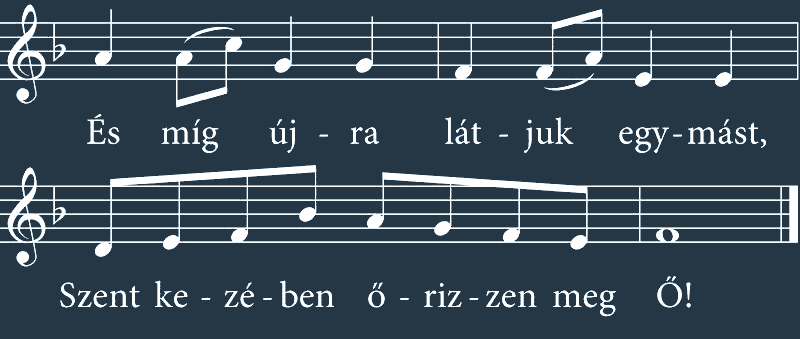 És míg új - ra lát - juk egy - mást,
Szent ke - zé - ben ő - riz - zen meg Ő!